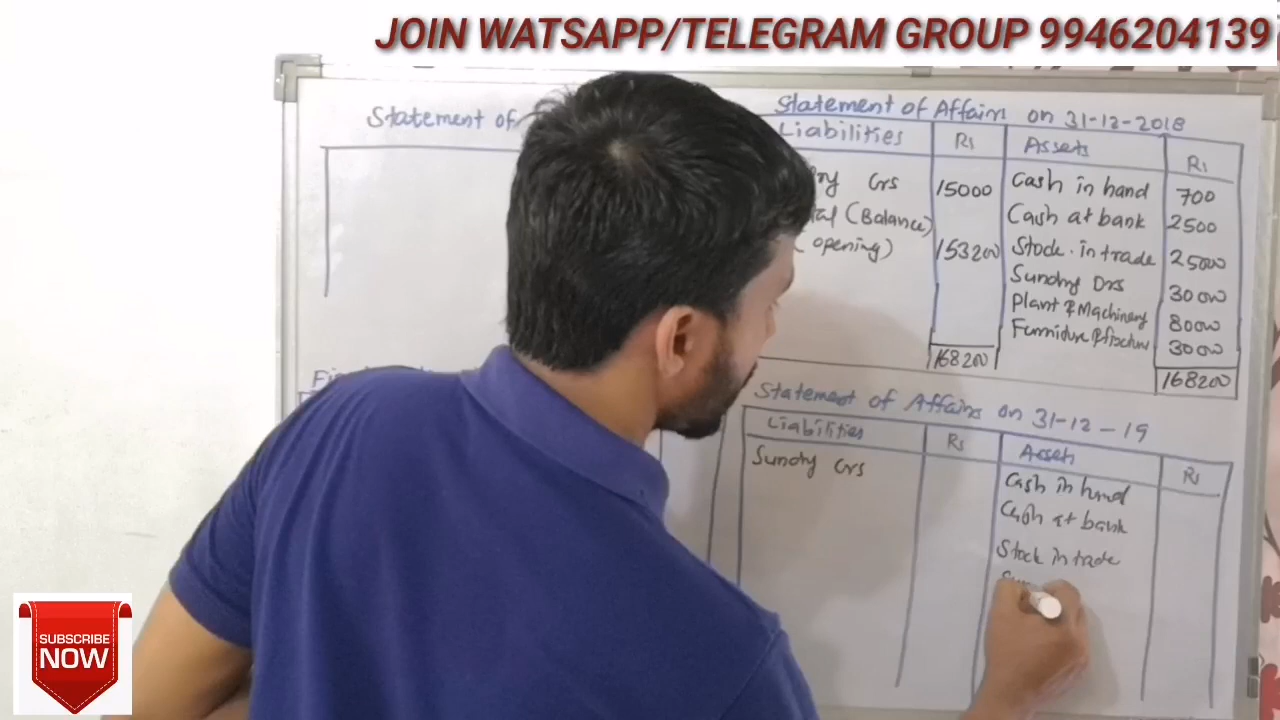 JOIN WATSAPP/TELEGRAM GROUP 9946204139
Statement of
Statement of Affairs on 31-12-2018
Liabilities Rs Assets Rs
Crs 15000 Cash in hand 700
(Balance) Cash at bank 2500
opening) 153200 Stock in trade 25000
Sundry Drs 30000
Plant & Machinery 80000
Furniture & fixture 30000
168200 168200
Statement of Affairs on 31-12-19
Liabilities Rs Assets Rs
Sundry Crs Cash in hand
Cash at bank
Stock in trade
SUBSCRIBE
NOW